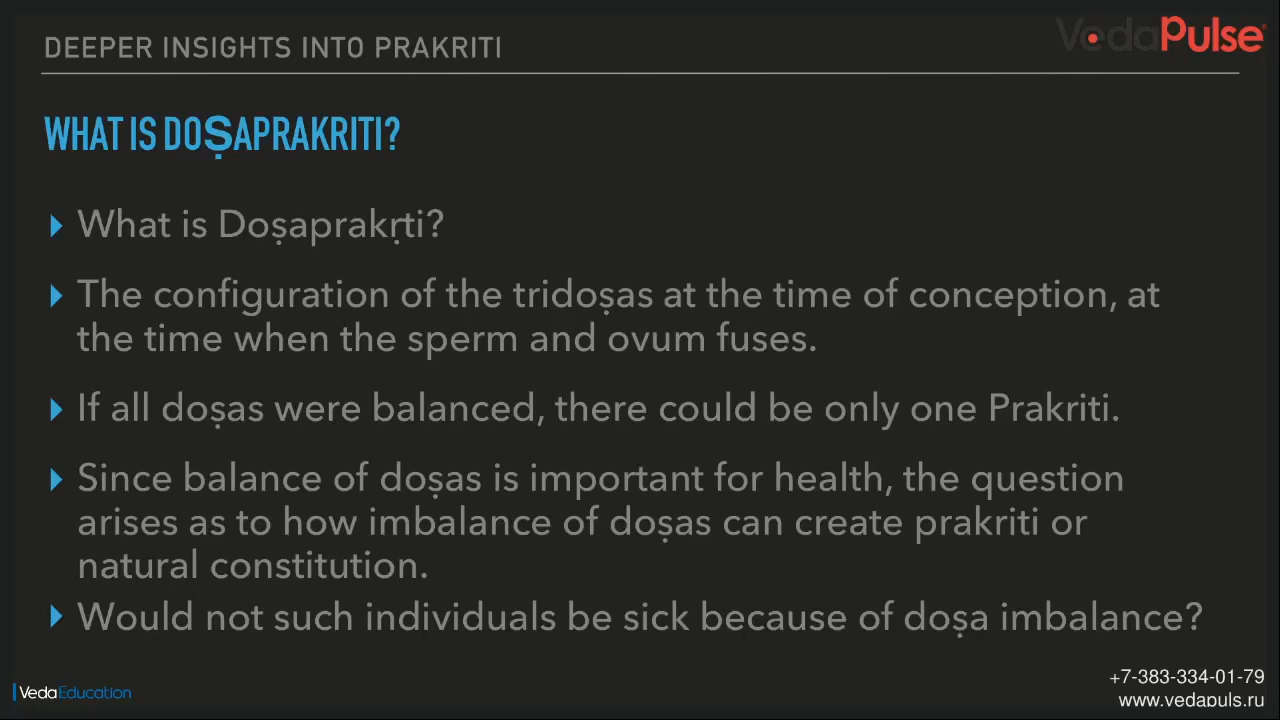 DEEPER INSIGHTS INTO PRAKRITI
VedaPulse®
WHAT IS DOṢAPRAKRITI?
What is Doṣaprakṛti?
The configuration of the tridoṣas at the time of conception, at
the time when the sperm and ovum fuses.
If all doṣas were balanced, there could be only one Prakriti.
Since balance of doṣas is important for health, the question
arises as to how imbalance of doṣas can create prakriti or
natural constitution.
Would not such individuals be sick because of doṣa imbalance?
VedaEducation
+7-383-334-01-79
www.vedapuls.ru